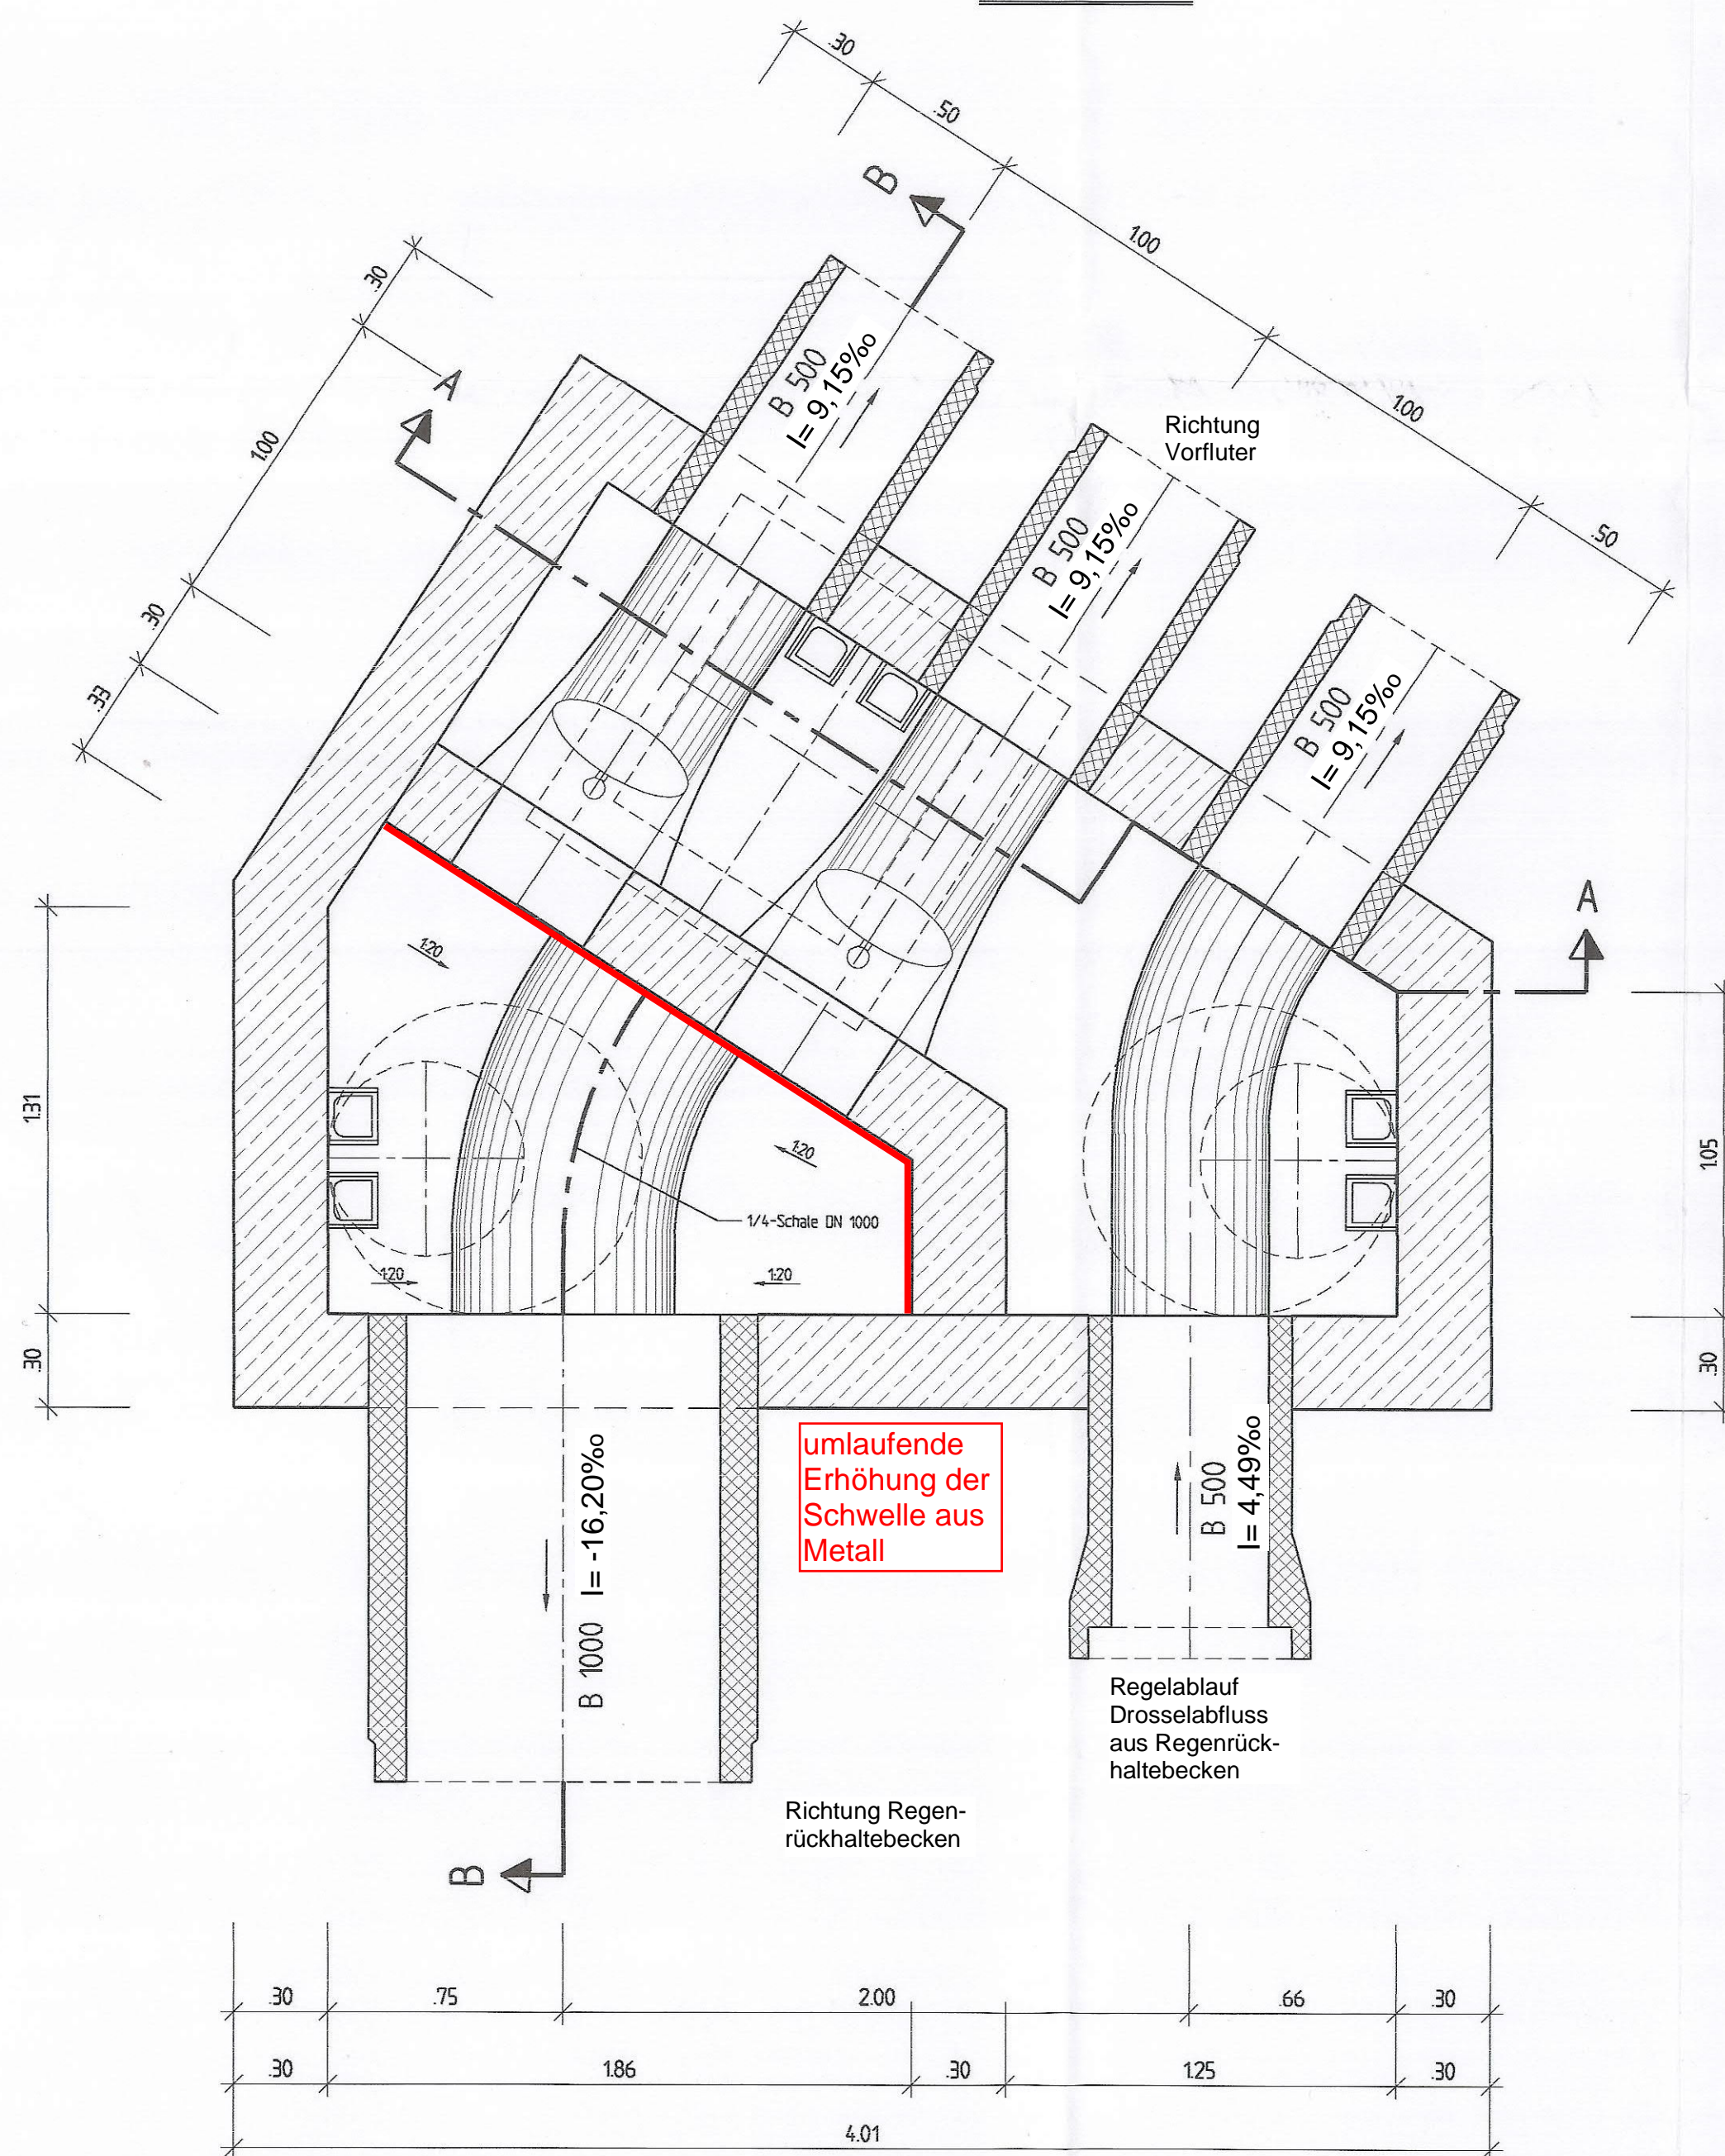 .30
.50
B
1.00
.30
1.00
A
B 500
I= 9,15‰
Richtung
Vorfluter
1.00
B 500
I= 9,15‰
.50
.30
.33
B 500
I= 9,15‰
A
1:20
1.31
1.05
1:20
1/4-Schale DN 1000
1:20
1:20
.30
.30
umlaufende
Erhöhung der
Schwelle aus
Metall
B 1000 I= -16,20‰
B 500
I= 4,49‰
Regelablauf
Drosselabfluss
aus Regenrück-
haltebecken
Richtung Regen-
rückhaltebecken
B
.30 .75 2.00 .66 .30
.30 1.86 .30 1.25 .30
4.01